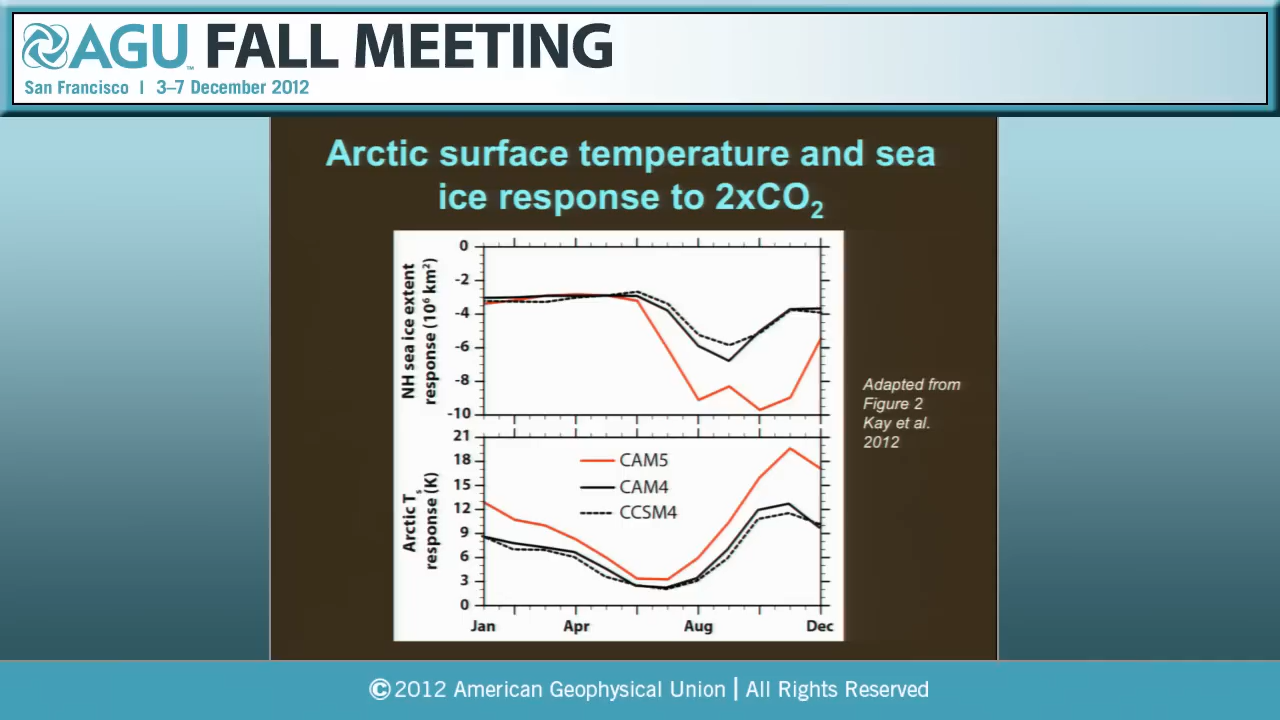 AGU FALL MEETING
San Francisco | 3–7 December 2012
Arctic surface temperature and sea
ice response to 2xCO₂
NH sea ice extent
response (10⁶ km²)
0
-2
-4
-6
-8
-10
Arctic Tₛ
response (K)
21
18
15
12
9
6
3
0
CAM5
CAM4
CCSM4
Jan
Apr
Aug
Dec
Adapted from
Figure 2
Kay et al.
2012
© 2012 American Geophysical Union | All Rights Reserved